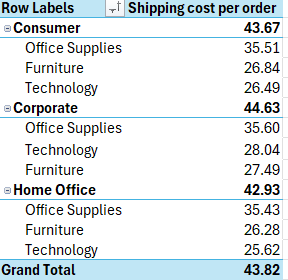 Row Labels Shipping cost per order
Consumer 43.67
Office Supplies 35.51
Furniture 26.84
Technology 26.49
Corporate 44.63
Office Supplies 35.60
Technology 28.04
Furniture 27.49
Home Office 42.93
Office Supplies 35.43
Furniture 26.28
Technology 25.62
Grand Total 43.82